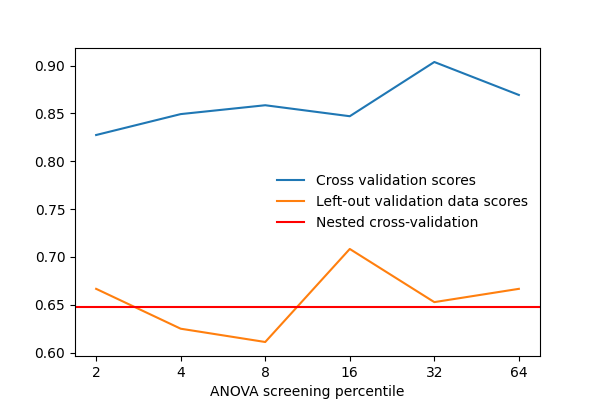 0.90
0.85
0.80
0.75
0.70
0.65
0.60
Cross validation scores
Left-out validation data scores
Nested cross-validation
2 4 8 16 32 64
ANOVA screening percentile